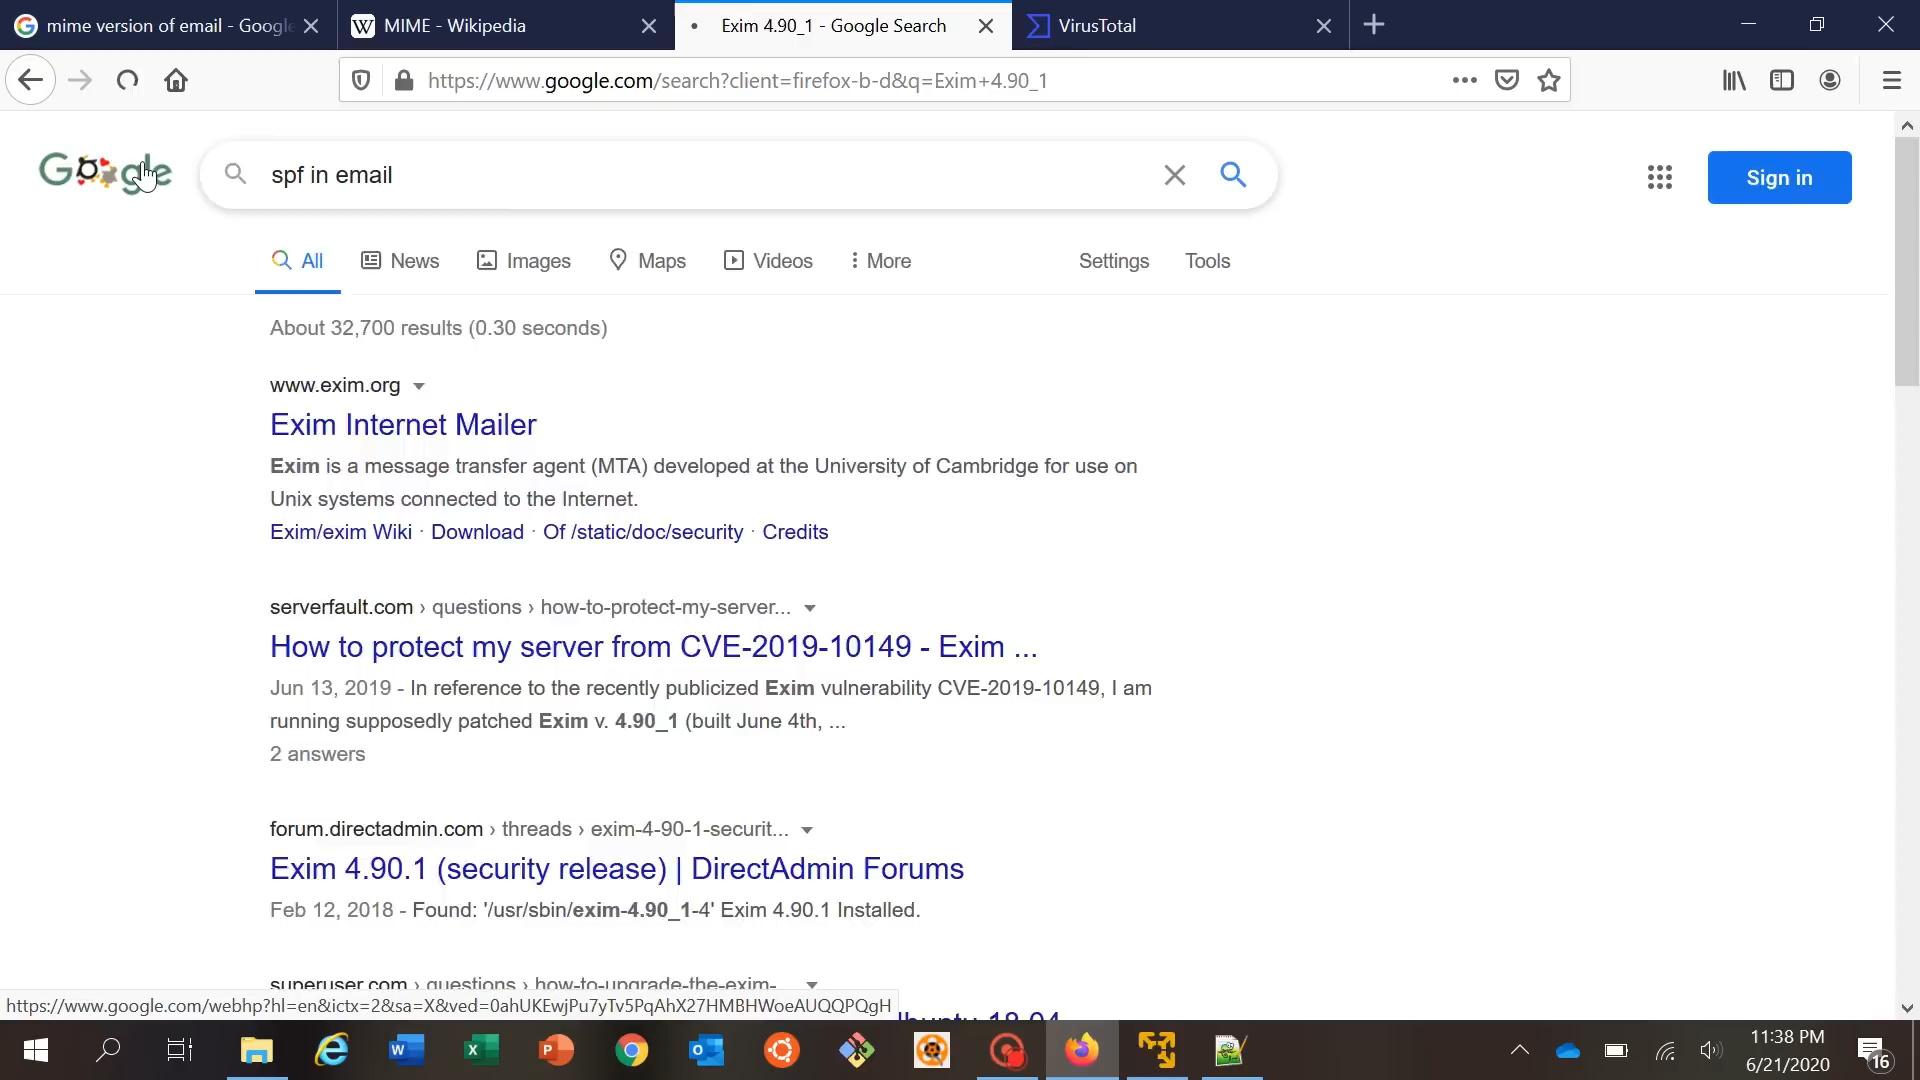 mime version of email - Google
MIME - Wikipedia
Exim 4.90_1 - Google Search
VirusTotal
https://www.google.com/search?client=firefox-b-d&q=Exim+4.90_1
Google
spf in email
Sign in
All
News
Images
Maps
Videos
More
Settings
Tools
About 32,700 results (0.30 seconds)
www.exim.org
Exim Internet Mailer
Exim is a message transfer agent (MTA) developed at the University of Cambridge for use on
Unix systems connected to the Internet.
Exim/exim Wiki · Download · Of /static/doc/security · Credits
serverfault.com › questions › how-to-protect-my-server...
How to protect my server from CVE-2019-10149 - Exim ...
Jun 13, 2019 - In reference to the recently publicized Exim vulnerability CVE-2019-10149, I am
running supposedly patched Exim v. 4.90_1 (built June 4th, ...
2 answers
forum.directadmin.com › threads › exim-4-90-1-securit...
Exim 4.90.1 (security release) | DirectAdmin Forums
Feb 12, 2018 - Found: '/usr/sbin/exim-4.90_1-4' Exim 4.90.1 Installed.
superuser.com › questions › how-to-upgrade-the-exim-...
https://www.google.com/webhp?hl=en&ictx=2&sa=X&ved=0ahUKEwjPu7yTv5PqAhX27HMBHWoeAUQQPQgH
Ubuntu 18.04
11:38 PM
6/21/2020
16